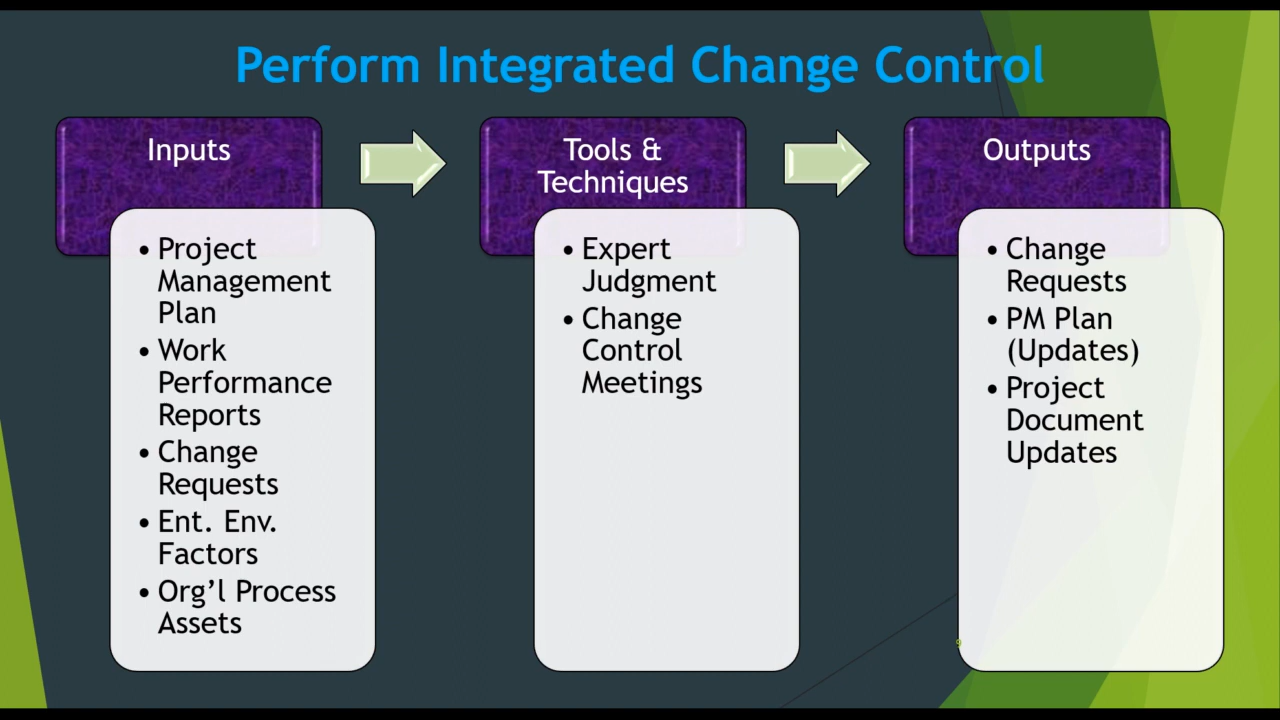 Perform Integrated Change Control
Inputs
• Project
Management
Plan
• Work
Performance
Reports
• Change
Requests
• Ent. Env.
Factors
• Org’l Process
Assets
Tools &
Techniques
• Expert
Judgment
• Change
Control
Meetings
Outputs
• Change
Requests
• PM Plan
(Updates)
• Project
Document
Updates
9